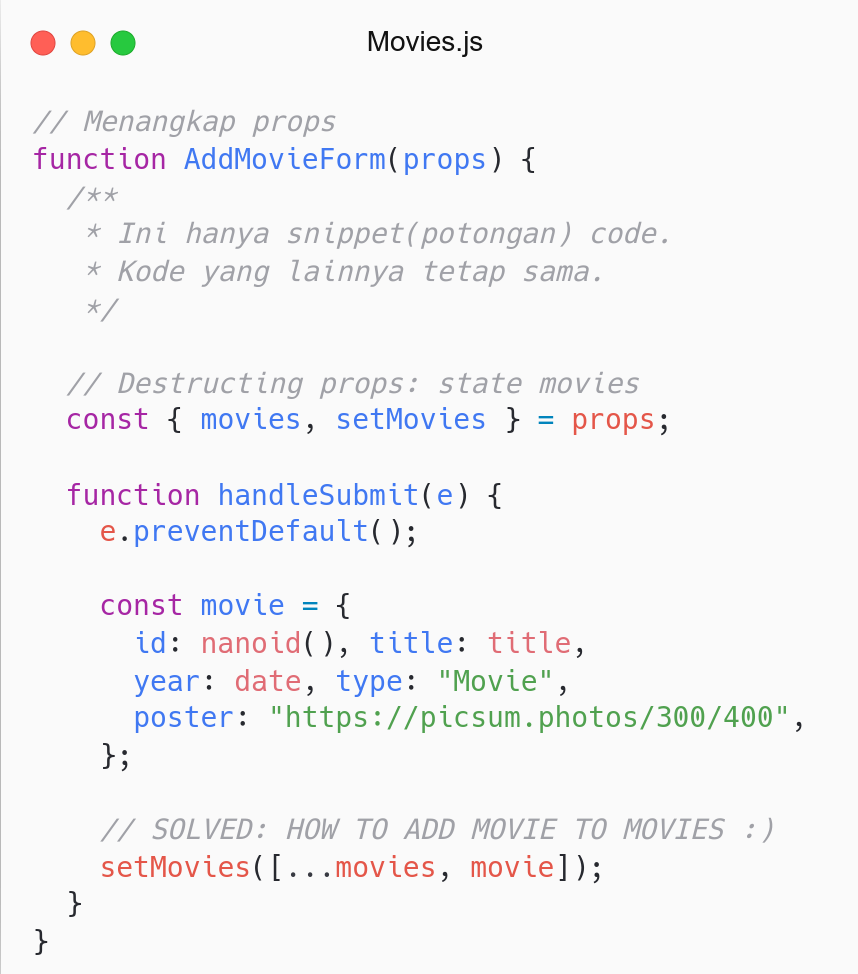 Movies.js
// Menangkap props
function AddMovieForm(props) {
  /**
   * Ini hanya snippet(potongan) code.
   * Kode yang lainnya tetap sama.
   */
  // Destructing props: state movies
  const { movies, setMovies } = props;
  function handleSubmit(e) {
    e.preventDefault();
    const movie = {
      id: nanoid(), title: title,
      year: date, type: "Movie",
      poster: "https://picsum.photos/300/400",
    };
    // SOLVED: HOW TO ADD MOVIE TO MOVIES :)
    setMovies([...movies, movie]);
  }
}